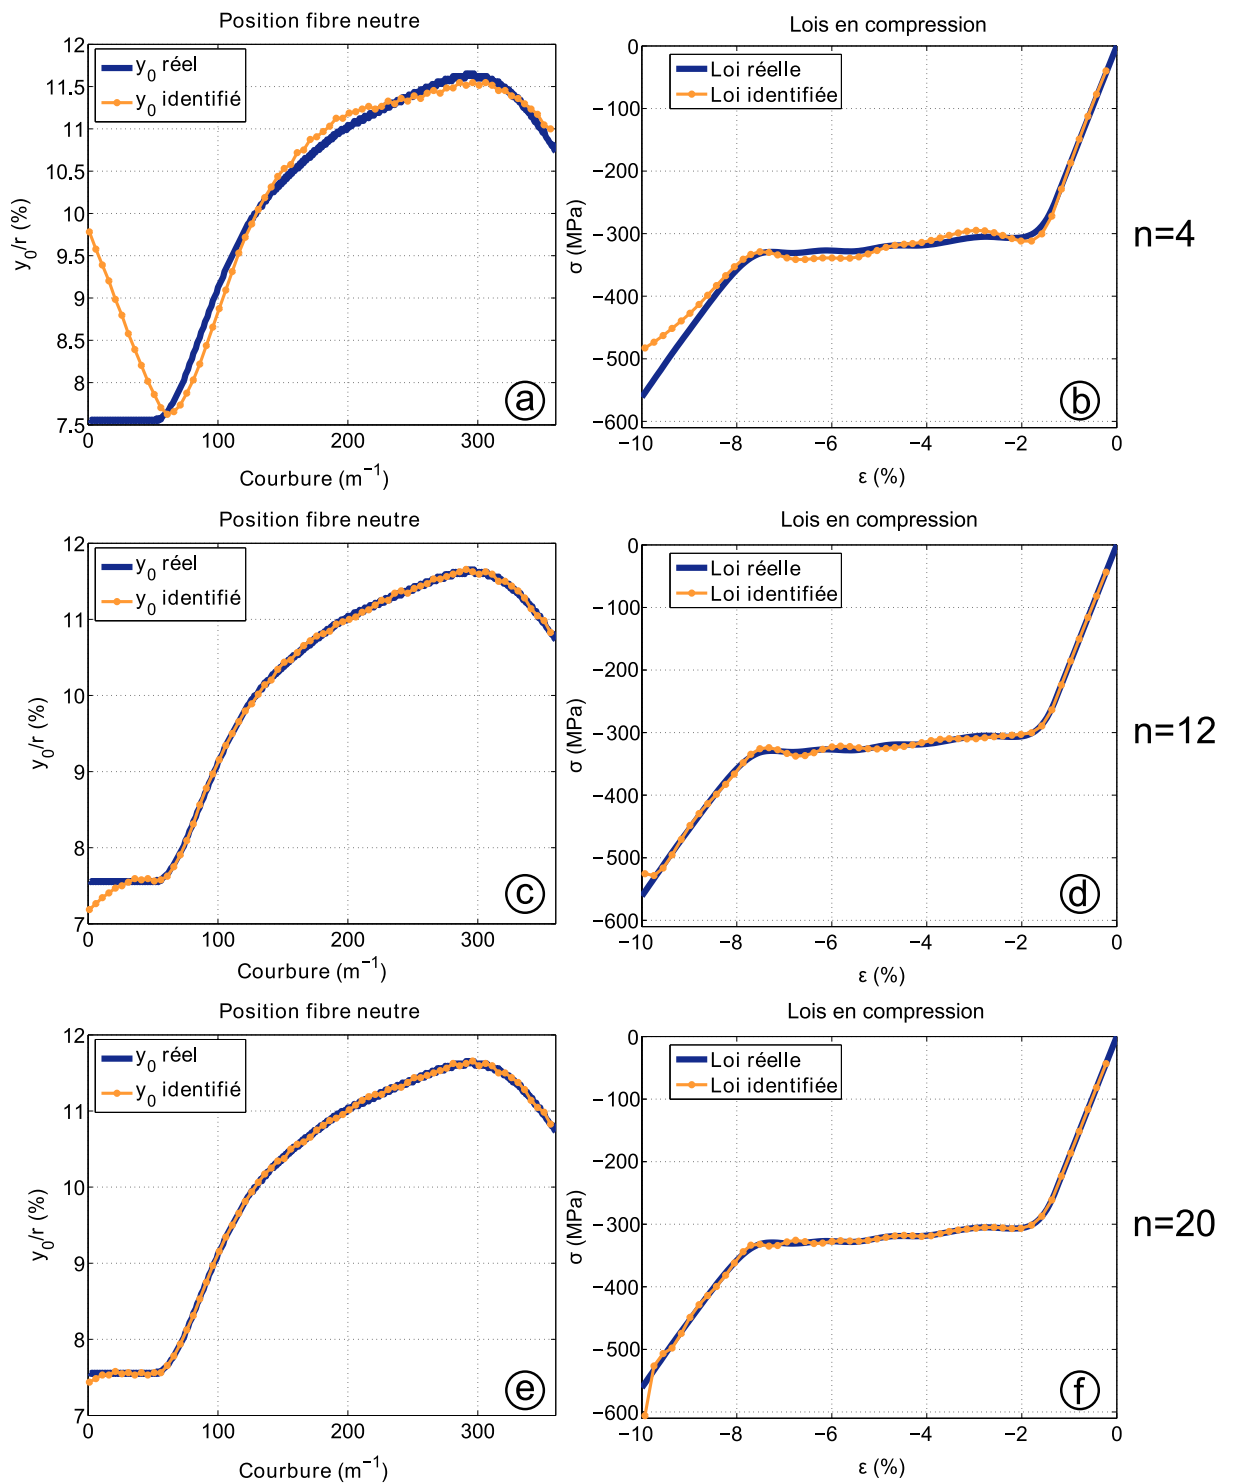 Position fibre neutre
y0 réel
y0 identifié
12
11.5
11
10.5
10
9.5
9
8.5
8
7.5
0
100
200
300
y0/r (%)
Courbure (m−1)
a
Lois en compression
Loi réelle
Loi identifiée
0
−100
−200
−300
−400
−500
−600
−10
−8
−6
−4
−2
0
σ (MPa)
ε (%)
b
n=4
Position fibre neutre
y0 réel
y0 identifié
12
11
10
9
8
7
0
100
200
300
y0/r (%)
Courbure (m−1)
c
Lois en compression
Loi réelle
Loi identifiée
0
−100
−200
−300
−400
−500
−600
−10
−8
−6
−4
−2
0
σ (MPa)
ε (%)
d
n=12
Position fibre neutre
y0 réel
y0 identifié
12
11
10
9
8
7
0
100
200
300
y0/r (%)
Courbure (m−1)
e
Lois en compression
Loi réelle
Loi identifiée
0
−100
−200
−300
−400
−500
−600
−10
−8
−6
−4
−2
0
σ (MPa)
ε (%)
f
n=20